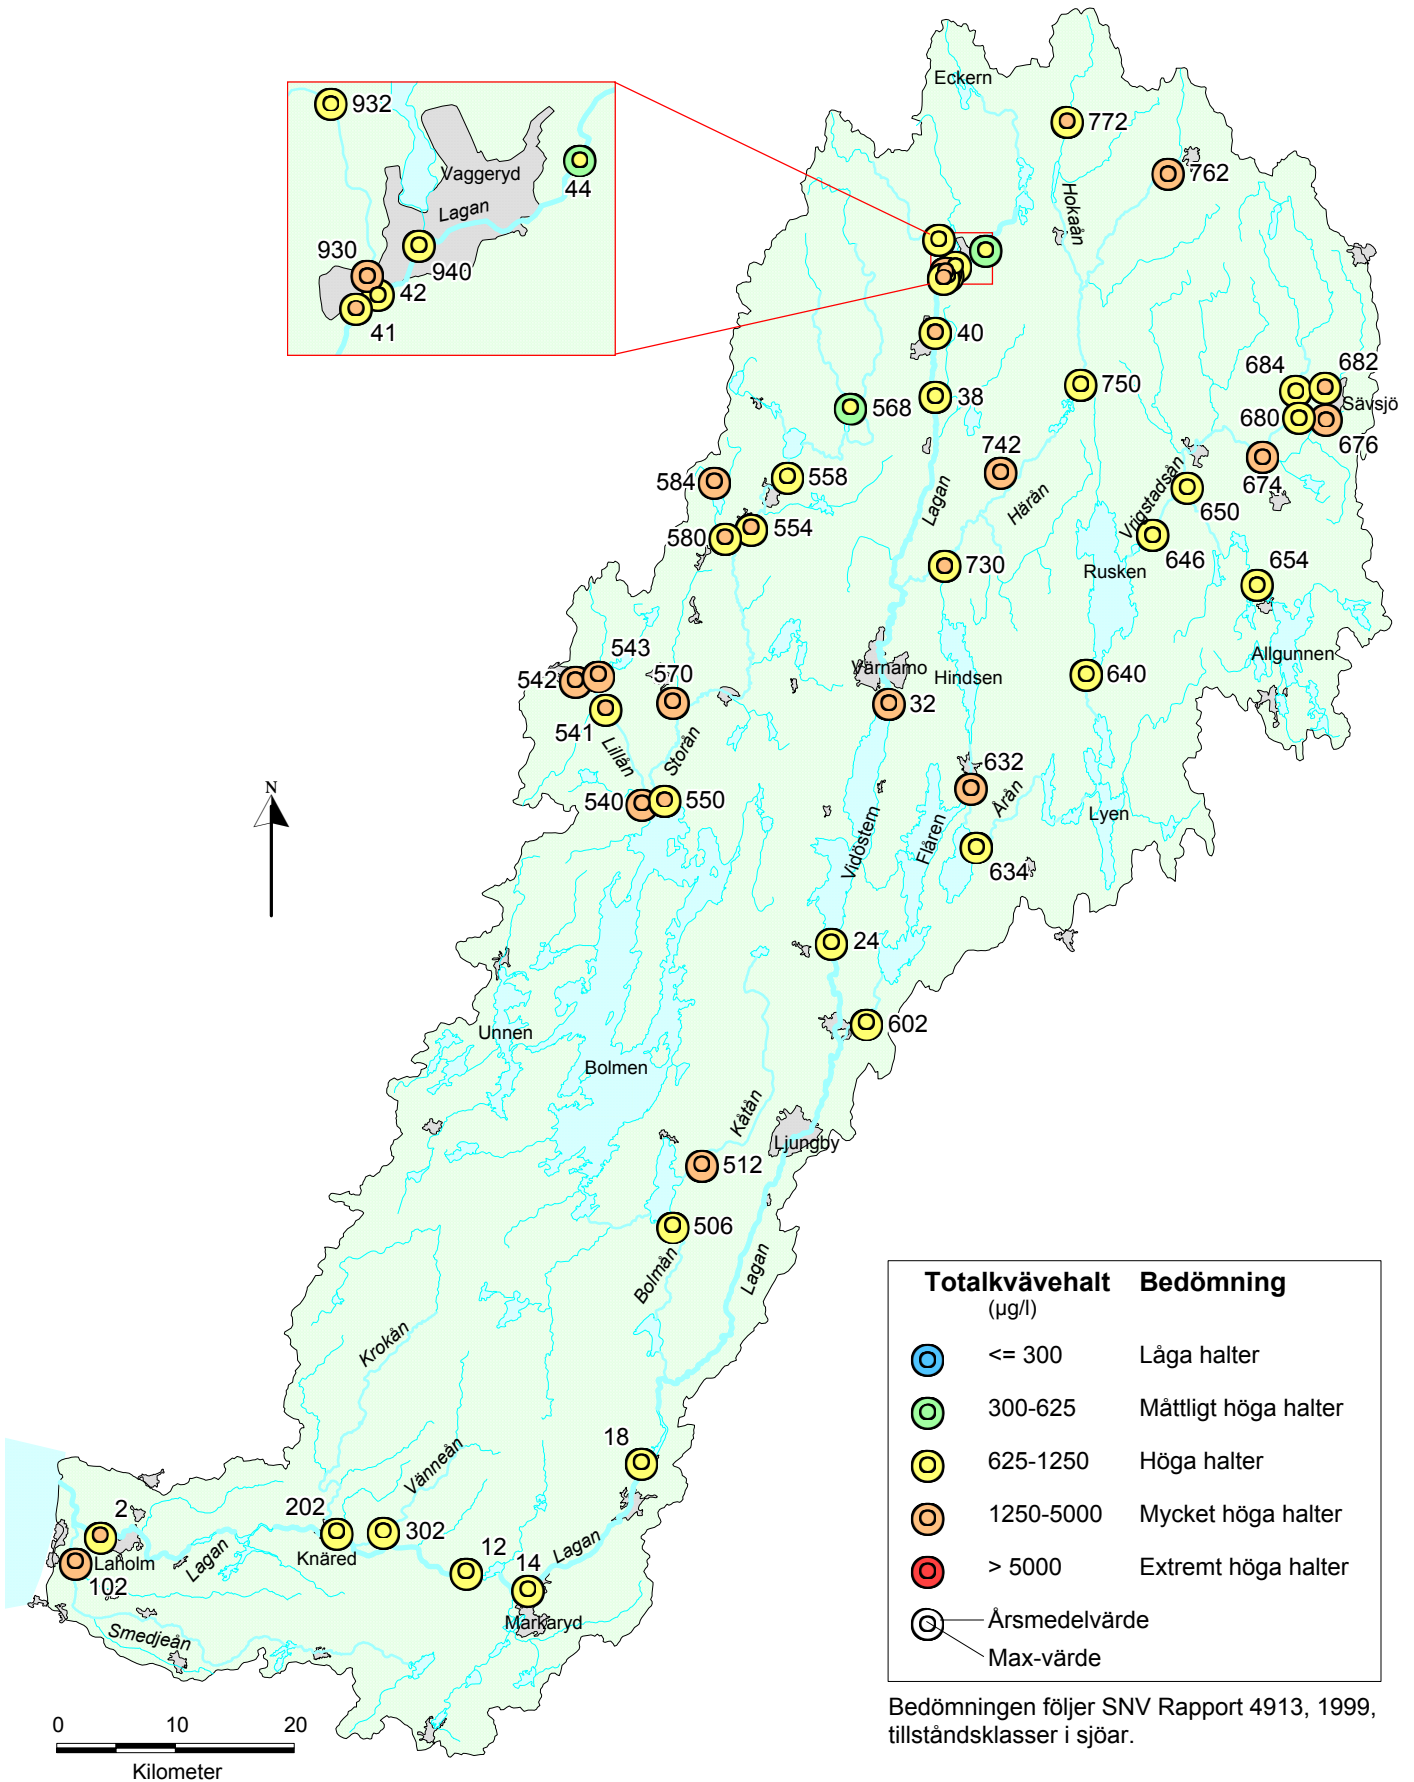 Eckern
932
772
Vaggeryd
762
44
Lagan
Hokaån
930
940
42
41
40
684
682
750
38
568
Sävsjö
680
676
742
674
584
558
Lagan
Härån
Vrigstadsån
650
554
580
730
Rusken
646
654
543
Värnamo
Allgunnen
542
570
Hindsen
640
32
541
Lillån
Storån
632
N
540
550
Årån
Vidöstern
Flåren
Lyen
634
24
602
Unnen
Bolmen
Kåtån
Ljungby
512
506
Bolmån
Lagan
Krokån
18
Vänneån
2
202
302
Lagan
12
14
Laholm
Lagan
Knäred
102
Markaryd
Smedjeån
0 10 20
Kilometer
Totalkvävehalt Bedömning
(µg/l)
<= 300 Låga halter
300-625 Måttligt höga halter
625-1250 Höga halter
1250-5000 Mycket höga halter
> 5000 Extremt höga halter
Årsmedelvärde
Max-värde
Bedömningen följer SNV Rapport 4913, 1999,
tillståndsklasser i sjöar.